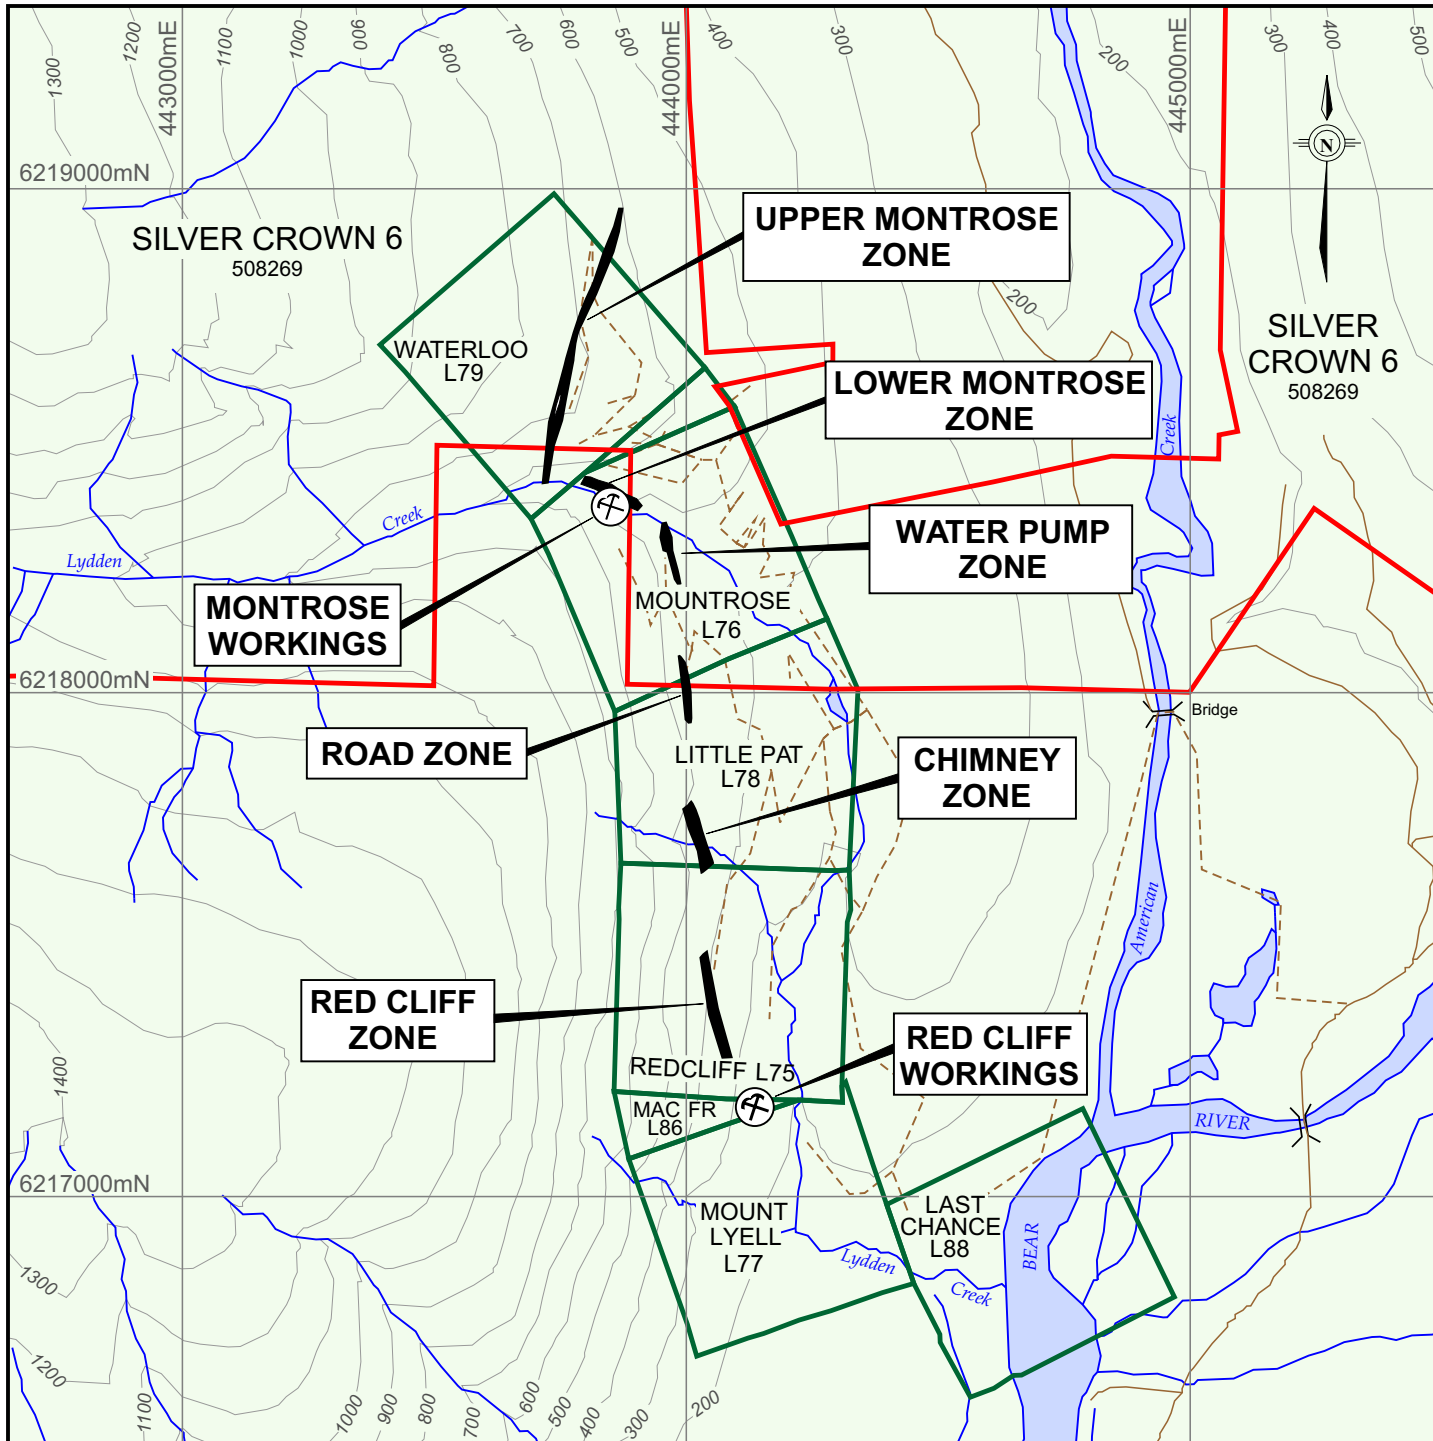 1300
1200
1100
1000
900
800
700
600
500
400
300
200
300
400
500
443000mE
444000mE
445000mE
N
6219000mN
SILVER CROWN 6
508269
UPPER MONTROSE
ZONE
200
SILVER
CROWN 6
508269
WATERLOO
L79
LOWER MONTROSE
ZONE
Creek
Creek
Lydden
WATER PUMP
ZONE
MONTROSE
WORKINGS
MOUNTROSE
L76
6218000mN
Bridge
ROAD ZONE
LITTLE PAT
L78
CHIMNEY
ZONE
American
RED CLIFF
ZONE
RED CLIFF
WORKINGS
REDCLIFF L75
MAC FR
L86
1400
RIVER
6217000mN
MOUNT
LYELL
L77
LAST
CHANCE
L88
BEAR
Lydden
Creek
1300
1200
1100
1000
900
800
700
600
500
400
300
200